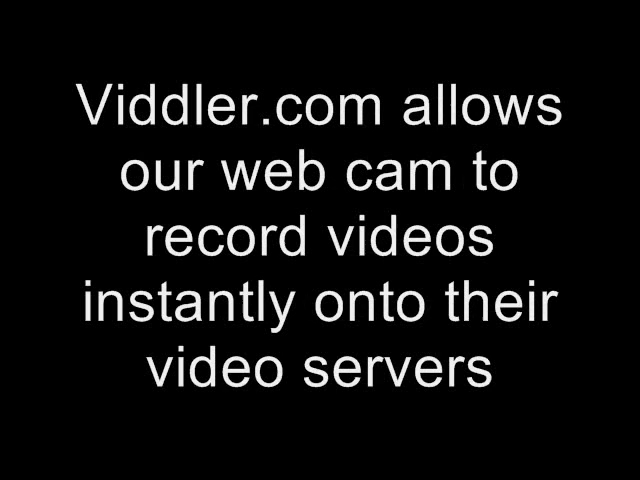 Viddler.com allows
our web cam to
record videos
instantly onto their
video servers